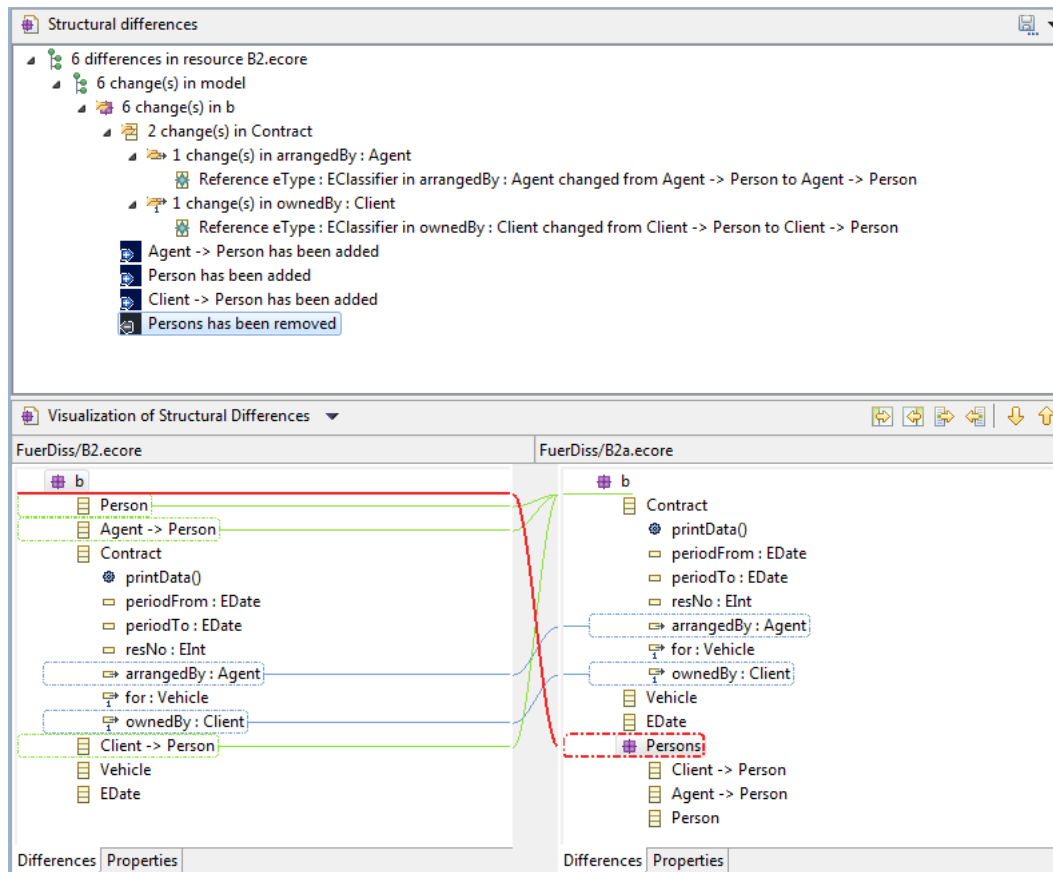 Structural differences
6 differences in resource B2.ecore
6 change(s) in model
6 change(s) in b
2 change(s) in Contract
1 change(s) in arrangedBy : Agent
Reference eType : EClassifier in arrangedBy : Agent changed from Agent -> Person to Agent -> Person
1 change(s) in ownedBy : Client
Reference eType : EClassifier in ownedBy : Client changed from Client -> Person to Client -> Person
Agent -> Person has been added
Person has been added
Client -> Person has been added
Persons has been removed
Visualization of Structural Differences
FuerDiss/B2.ecore
b
Person
Agent -> Person
Contract
printData()
periodFrom : EDate
periodTo : EDate
resNo : EInt
arrangedBy : Agent
for : Vehicle
ownedBy : Client
Client -> Person
Vehicle
EDate
Differences Properties
FuerDiss/B2a.ecore
b
Contract
printData()
periodFrom : EDate
periodTo : EDate
resNo : EInt
arrangedBy : Agent
for : Vehicle
ownedBy : Client
Vehicle
EDate
Persons
Client -> Person
Agent -> Person
Person
Differences Properties